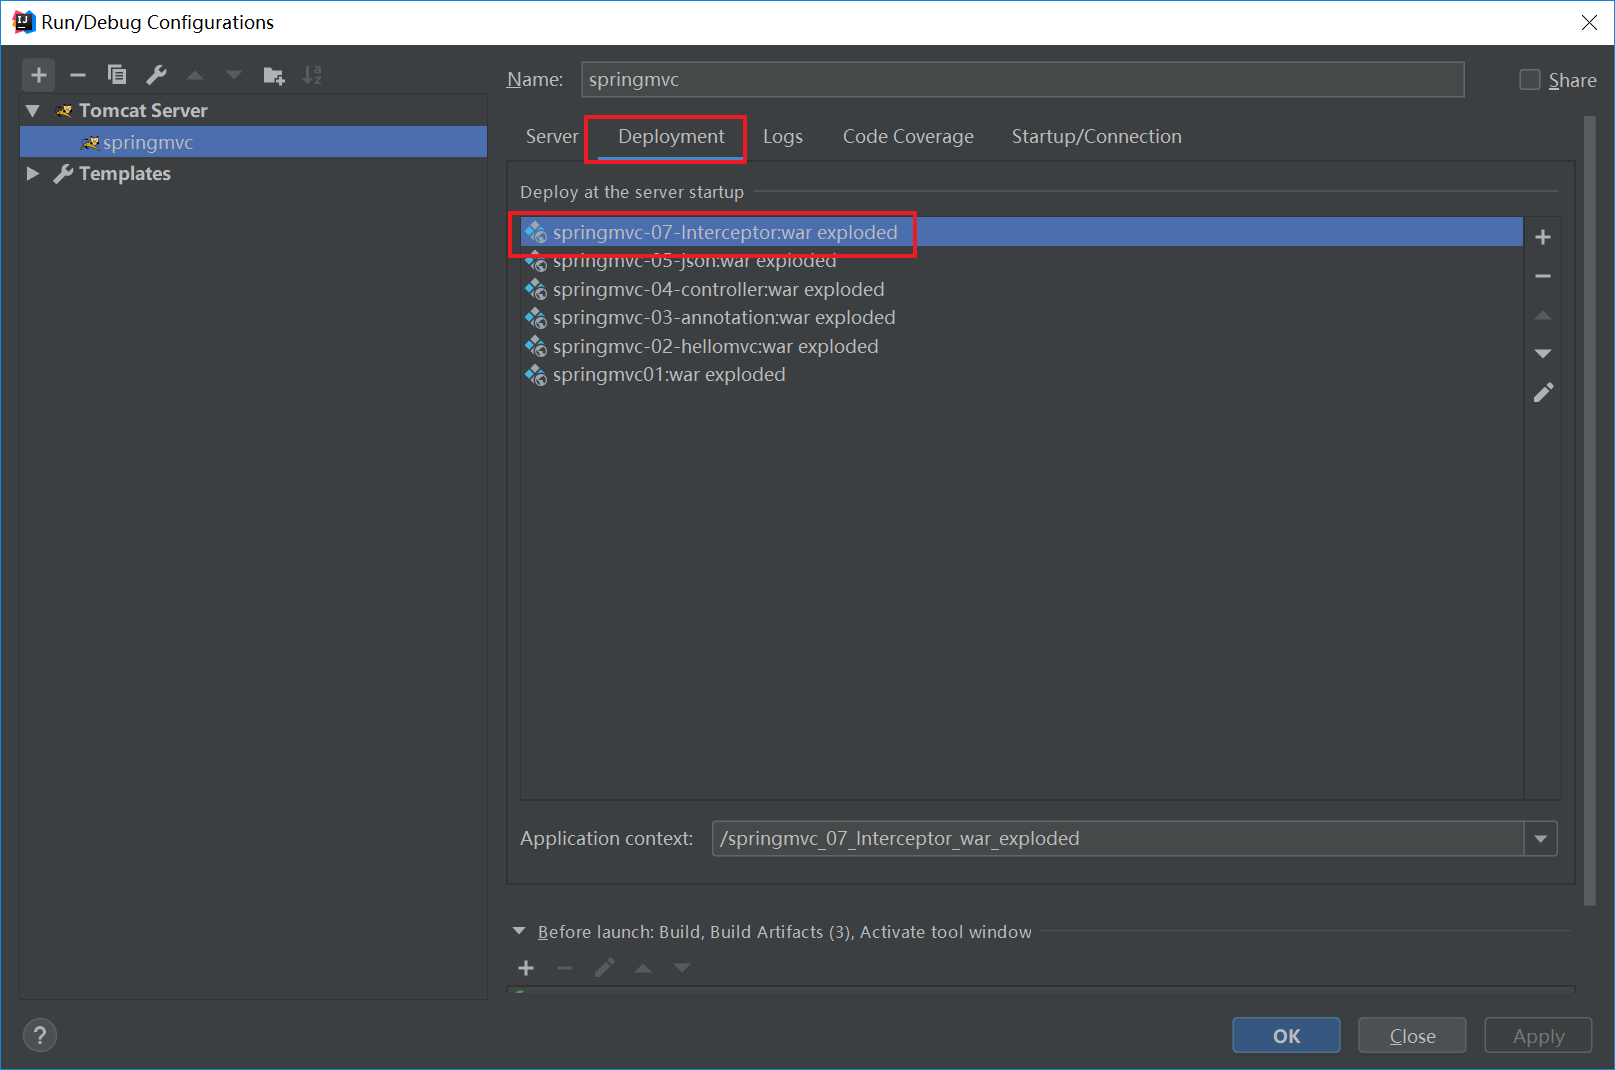 Run/Debug Configurations
Name: springmvc Share
Tomcat Server
springmvc
Templates
Server Deployment Logs Code Coverage Startup/Connection
Deploy at the server startup
springmvc-07-Interceptor:war exploded
springmvc-05-json:war exploded
springmvc-04-controller:war exploded
springmvc-03-annotation:war exploded
springmvc-02-hellomvc:war exploded
springmvc01:war exploded
Application context: /springmvc_07_Interceptor_war_exploded
Before launch: Build, Build Artifacts (3), Activate tool window
? OK Close Apply